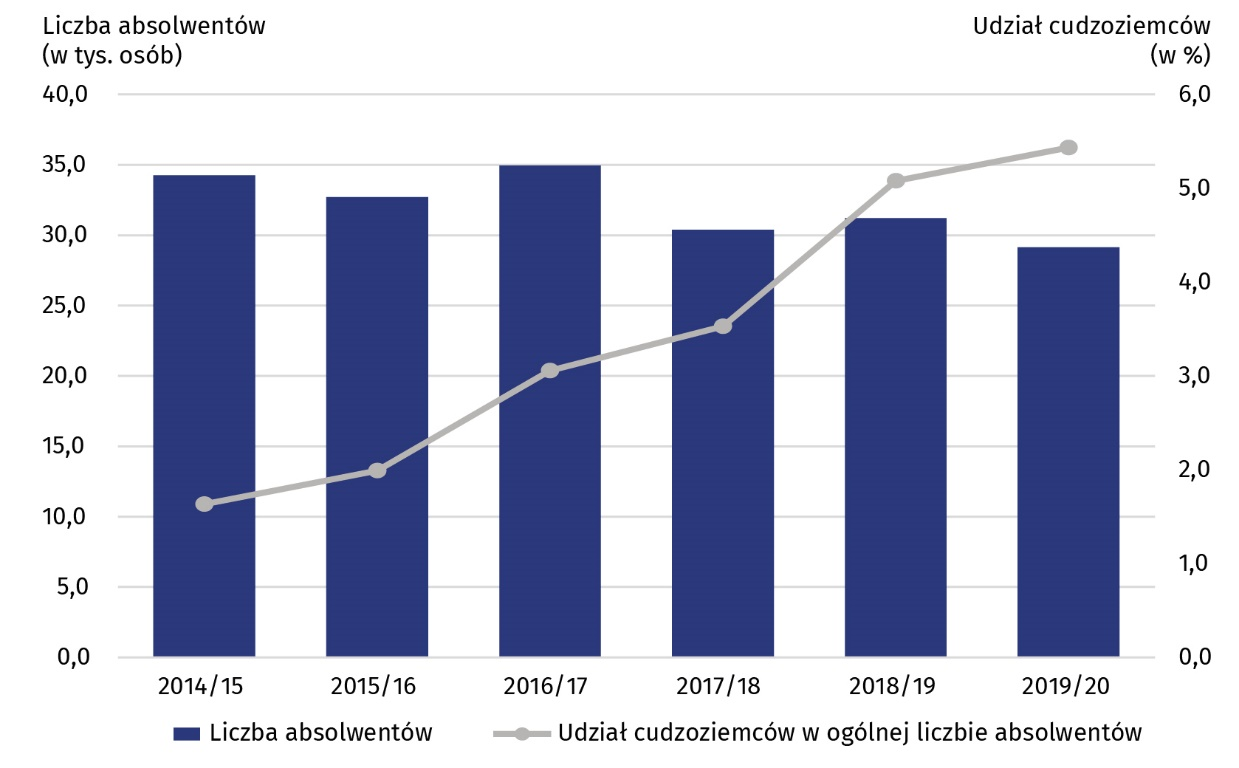 Liczba absolwentów
(w tys. osób)
Udział cudzoziemców
(w %)
40,0
35,0
30,0
25,0
20,0
15,0
10,0
5,0
0,0
6,0
5,0
4,0
3,0
2,0
1,0
0,0
2014/15 2015/16 2016/17 2017/18 2018/19 2019/20
Liczba absolwentów Udział cudzoziemców w ogólnej liczbie absolwentów